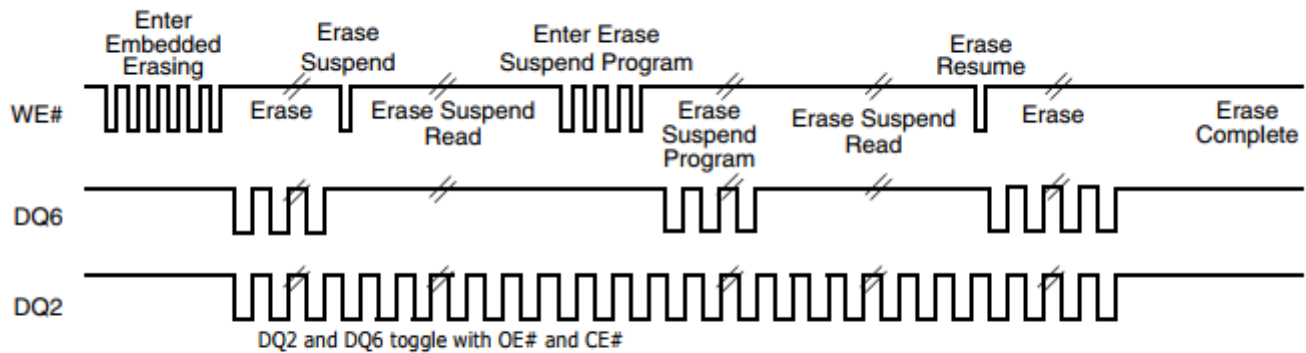 Enter
Embedded
Erasing
Erase
Suspend
Enter Erase
Suspend Program
Erase
Resume
WE#
Erase
Erase Suspend
Read
Erase
Suspend
Program
Erase Suspend
Read
Erase
Erase
Complete
DQ6
DQ2
DQ2 and DQ6 toggle with OE# and CE#